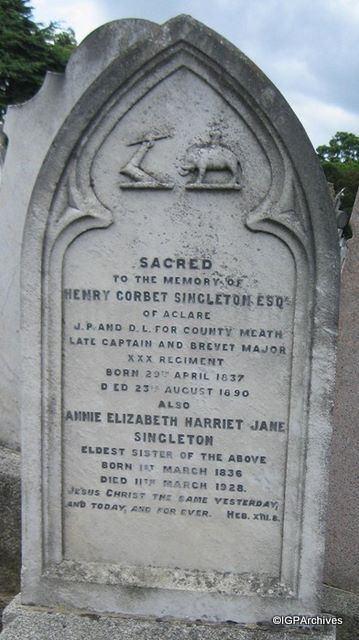 SACRED
TO THE MEMORY OF
HENRY CORBET SINGLETON ESQR
OF ACLARE
J.P. AND D.L. FOR COUNTY MEATH
LATE CAPTAIN AND BREVET MAJOR
XXX REGIMENT
BORN 29TH APRIL 1837
DIED 23RD AUGUST 1890
ALSO
ANNIE ELIZABETH HARRIET JANE
SINGLETON
ELDEST SISTER OF THE ABOVE
BORN 1ST MARCH 1836
DIED 11TH MARCH 1928.
JESUS CHRIST THE SAME YESTERDAY,
AND TODAY, AND FOR EVER. HEB. XIII.8.
©IGPArchives